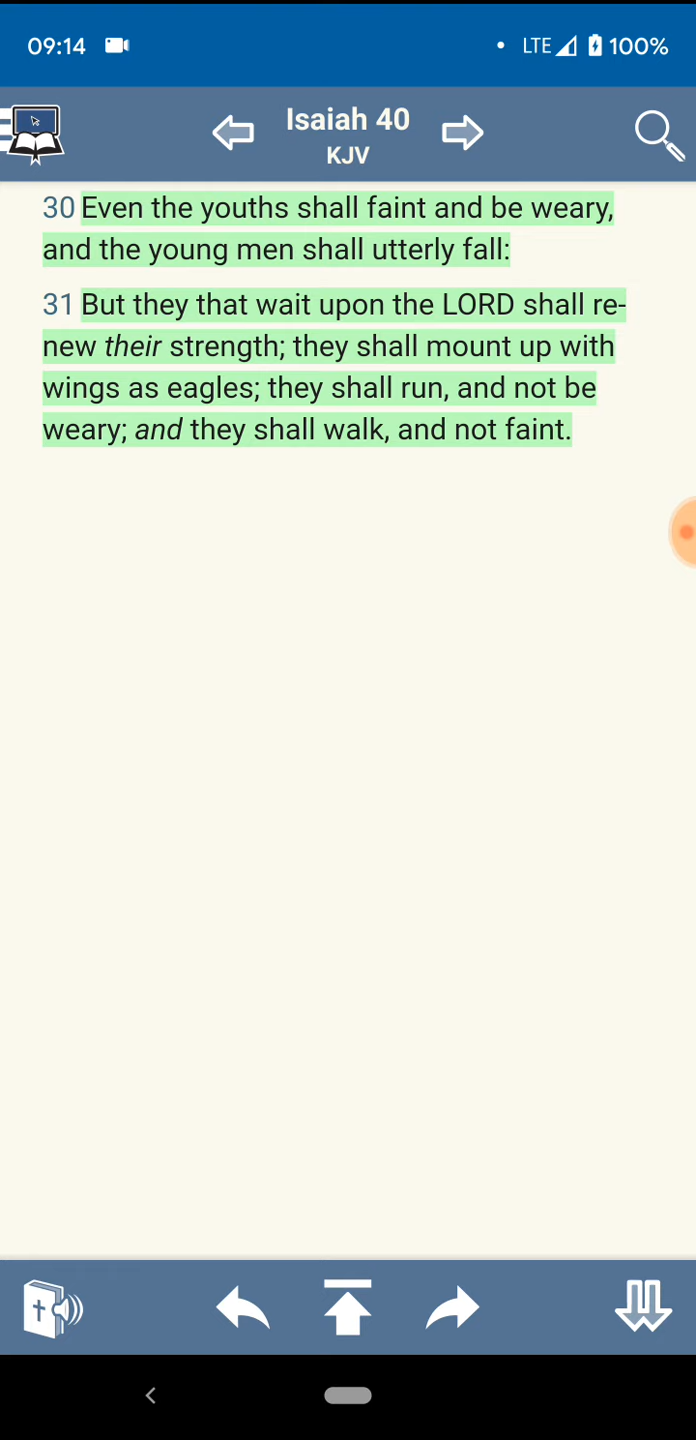 09:14 LTE 100%
Isaiah 40
KJV
30 Even the youths shall faint and be weary,
and the young men shall utterly fall:
31 But they that wait upon the LORD shall re-
new their strength; they shall mount up with
wings as eagles; they shall run, and not be
weary; and they shall walk, and not faint.